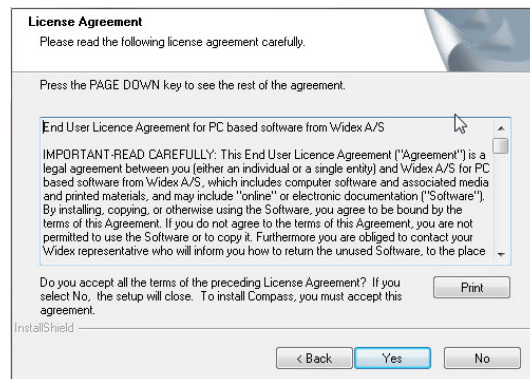 License Agreement
Please read the following license agreement carefully.
Press the PAGE DOWN key to see the rest of the agreement.
End User Licence Agreement for PC based software from Widex A/S
IMPORTANT-READ CAREFULLY: This End User Licence Agreement ("Agreement") is a
legal agreement between you (either an individual or a single entity) and Widex A/S for PC
based software from Widex A/S, which includes computer software and associated media
and printed materials, and may include "online" or electronic documentation ("Software").
By installing, copying, or otherwise using the Software, you agree to be bound by the
terms of this Agreement. If you do not agree to the terms of this Agreement, you are not
permitted to use the Software or to copy it. Furthermore you are obliged to contact your
Widex representative who will inform you how to return the unused Software, to the place
Do you accept all the terms of the preceding License Agreement? If you
select No, the setup will close. To install Compass, you must accept this
agreement.
Print
InstallShield
< Back
Yes
No